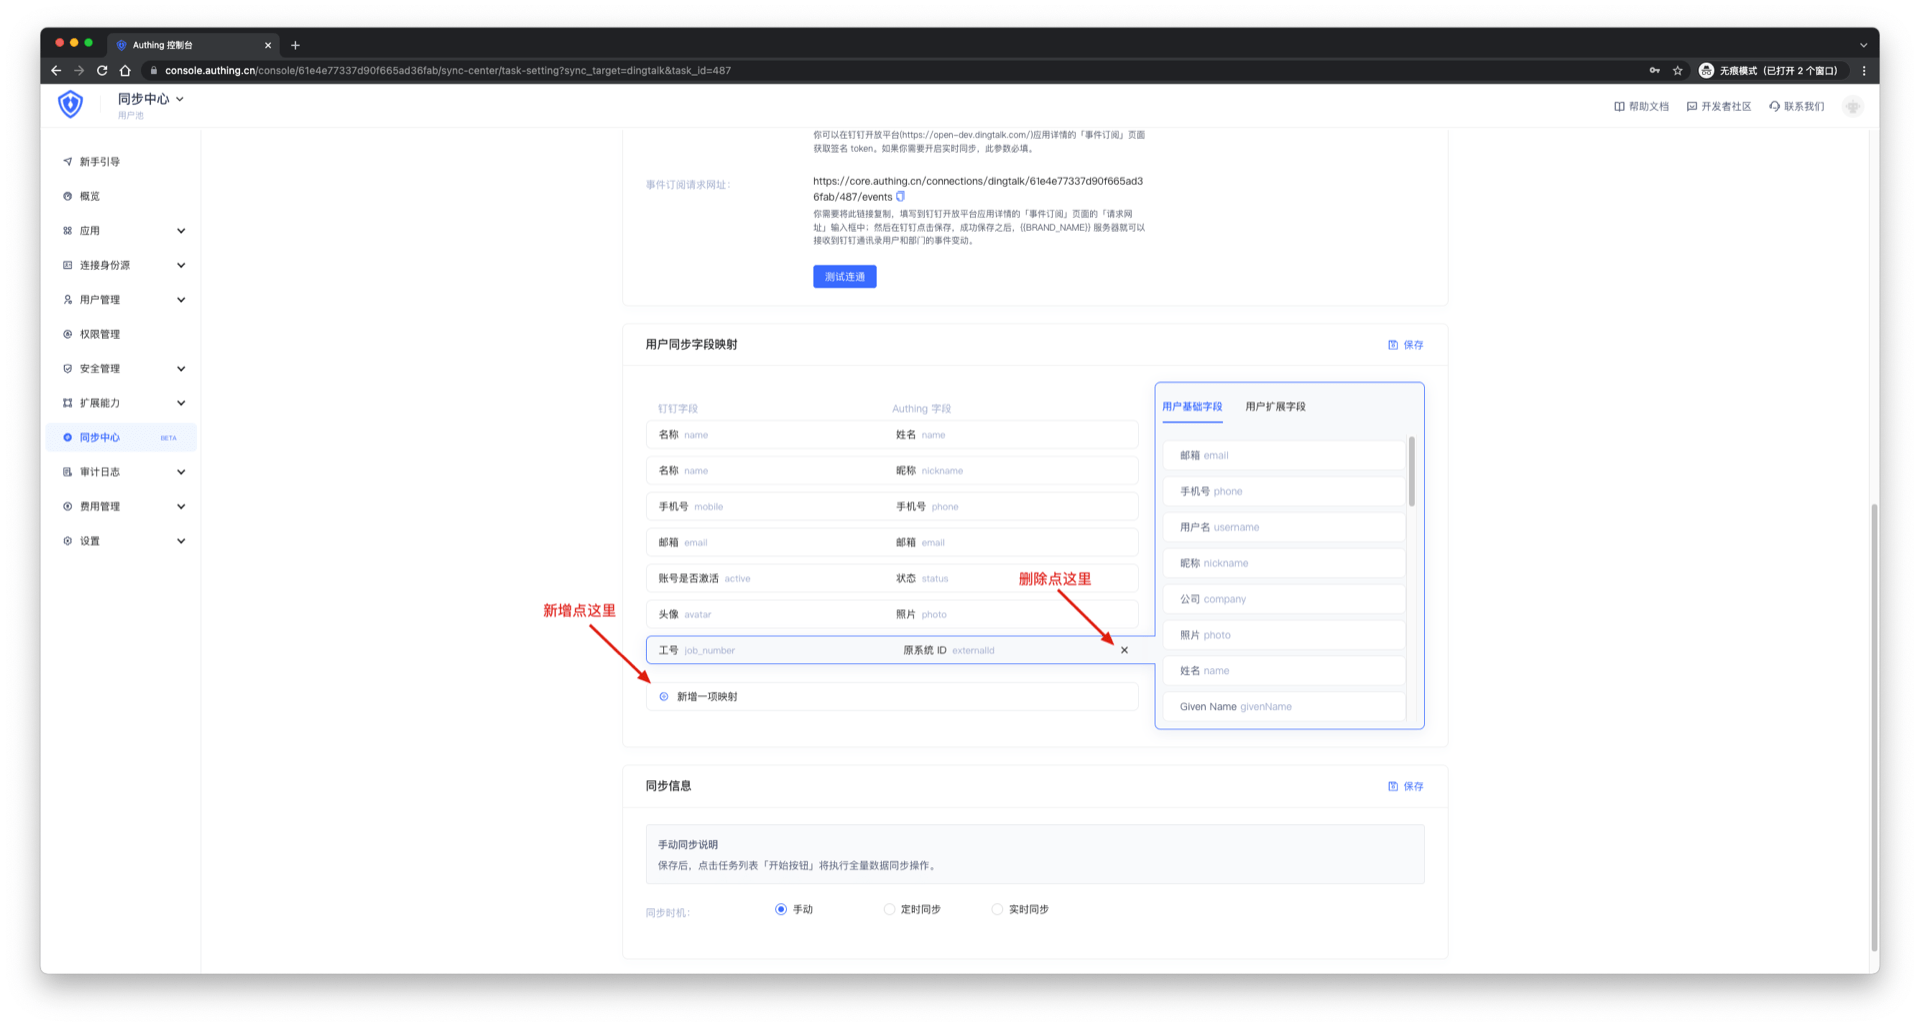 Authing 控制台
console.authing.cn/console/61e4e77337d90f665ad36fab/sync-center/task-setting?sync_target=dingtalk&task_id=487
无痕模式（已打开 2 个窗口）
同步中心
用户池
帮助文档
开发者社区
联系我们
新手引导
概览
应用
连接身份源
用户管理
权限管理
安全管理
扩展能力
同步中心 BETA
审计日志
费用管理
设置
你可以在钉钉开放平台(https://open-dev.dingtalk.com/)应用详情的「事件订阅」页面
获取签名 token。如果你需要开启实时同步，此参数必填。
事件订阅请求网址：
https://core.authing.cn/connections/dingtalk/61e4e77337d90f665ad3
6fab/487/events
你需要将此链接复制，填写到钉钉开放平台应用详情的「事件订阅」页面的「请求网
址」输入框中；然后在钉钉点击保存，成功保存之后，{{BRAND_NAME}} 服务器就可以
接收到钉钉通讯录用户和部门的事件变动。
测试连通
用户同步字段映射
保存
钉钉字段 Authing 字段
名称 name 姓名 name
名称 name 昵称 nickname
手机号 mobile 手机号 phone
邮箱 email 邮箱 email
账号是否激活 active 状态 status
头像 avatar 照片 photo
工号 job_number 原系统 ID externalId
新增一项映射
新增点这里
删除点这里
用户基础字段 用户扩展字段
邮箱 email
手机号 phone
用户名 username
昵称 nickname
公司 company
照片 photo
姓名 name
Given Name givenName
同步信息
保存
手动同步说明
保存后，点击任务列表「开始按钮」将执行全量数据同步操作。
同步时机： 手动 定时同步 实时同步